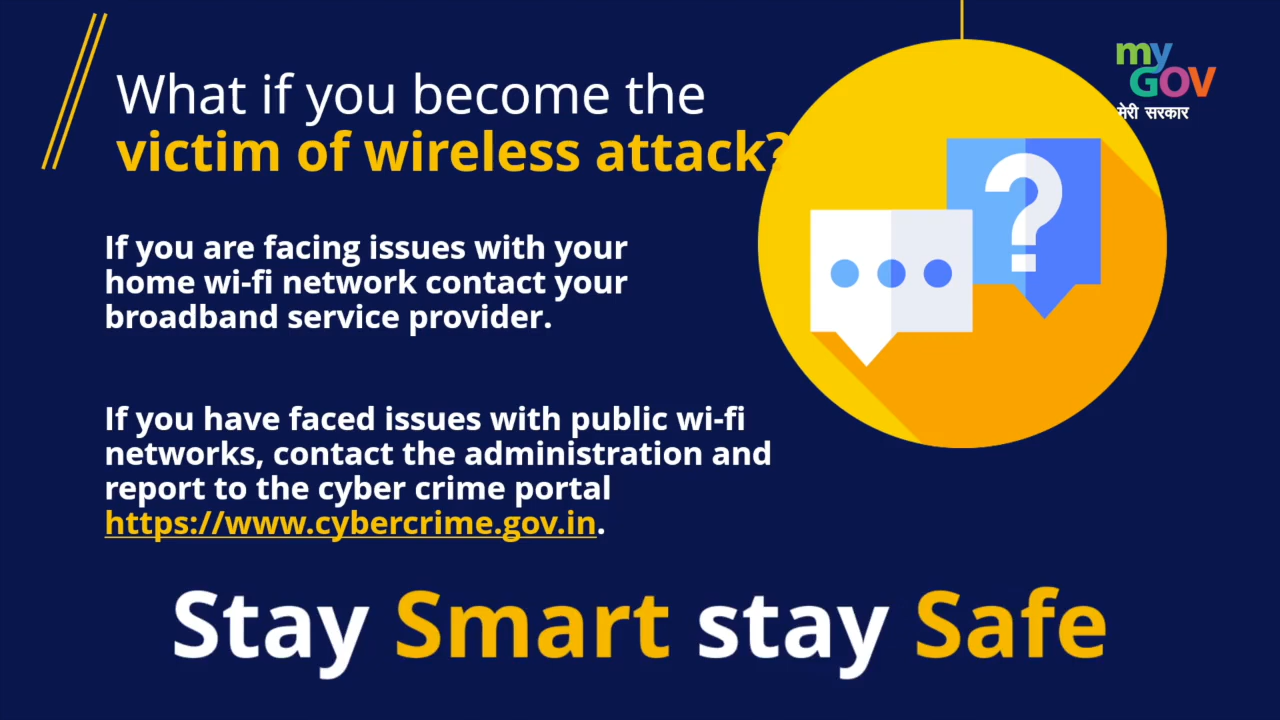 What if you become the
victim of wireless attack?
my
GOV
मेरी सरकार
If you are facing issues with your
home wi-fi network contact your
broadband service provider.
If you have faced issues with public wi-fi
networks, contact the administration and
report to the cyber crime portal
https://www.cybercrime.gov.in.
?
Stay Smart stay Safe